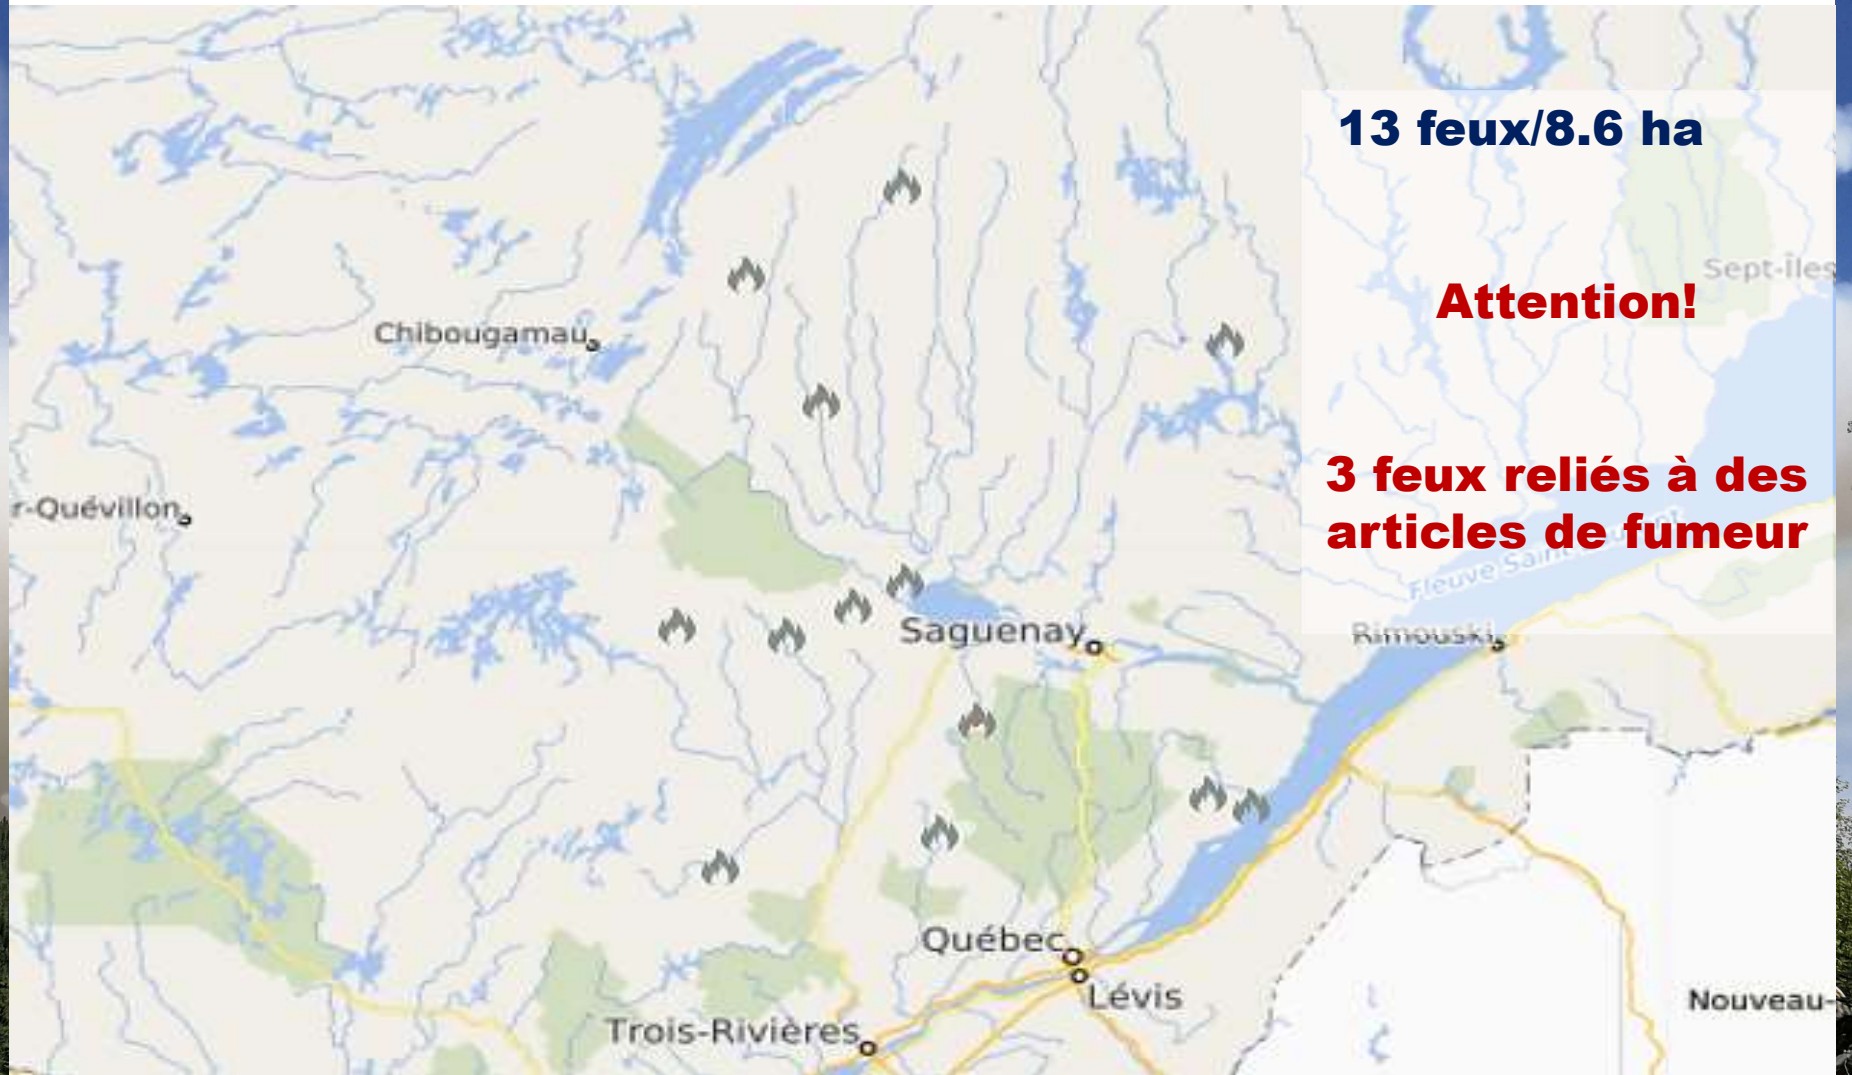 13 feux/8.6 ha
Sept-Îles
Attention!
Chibougamau
3 feux reliés à des
articles de fumeur
r-Quévillon
Fleuve Saint-Laurent
Saguenay
Rimouski
Québec
Lévis
Nouveau-
Trois-Rivières